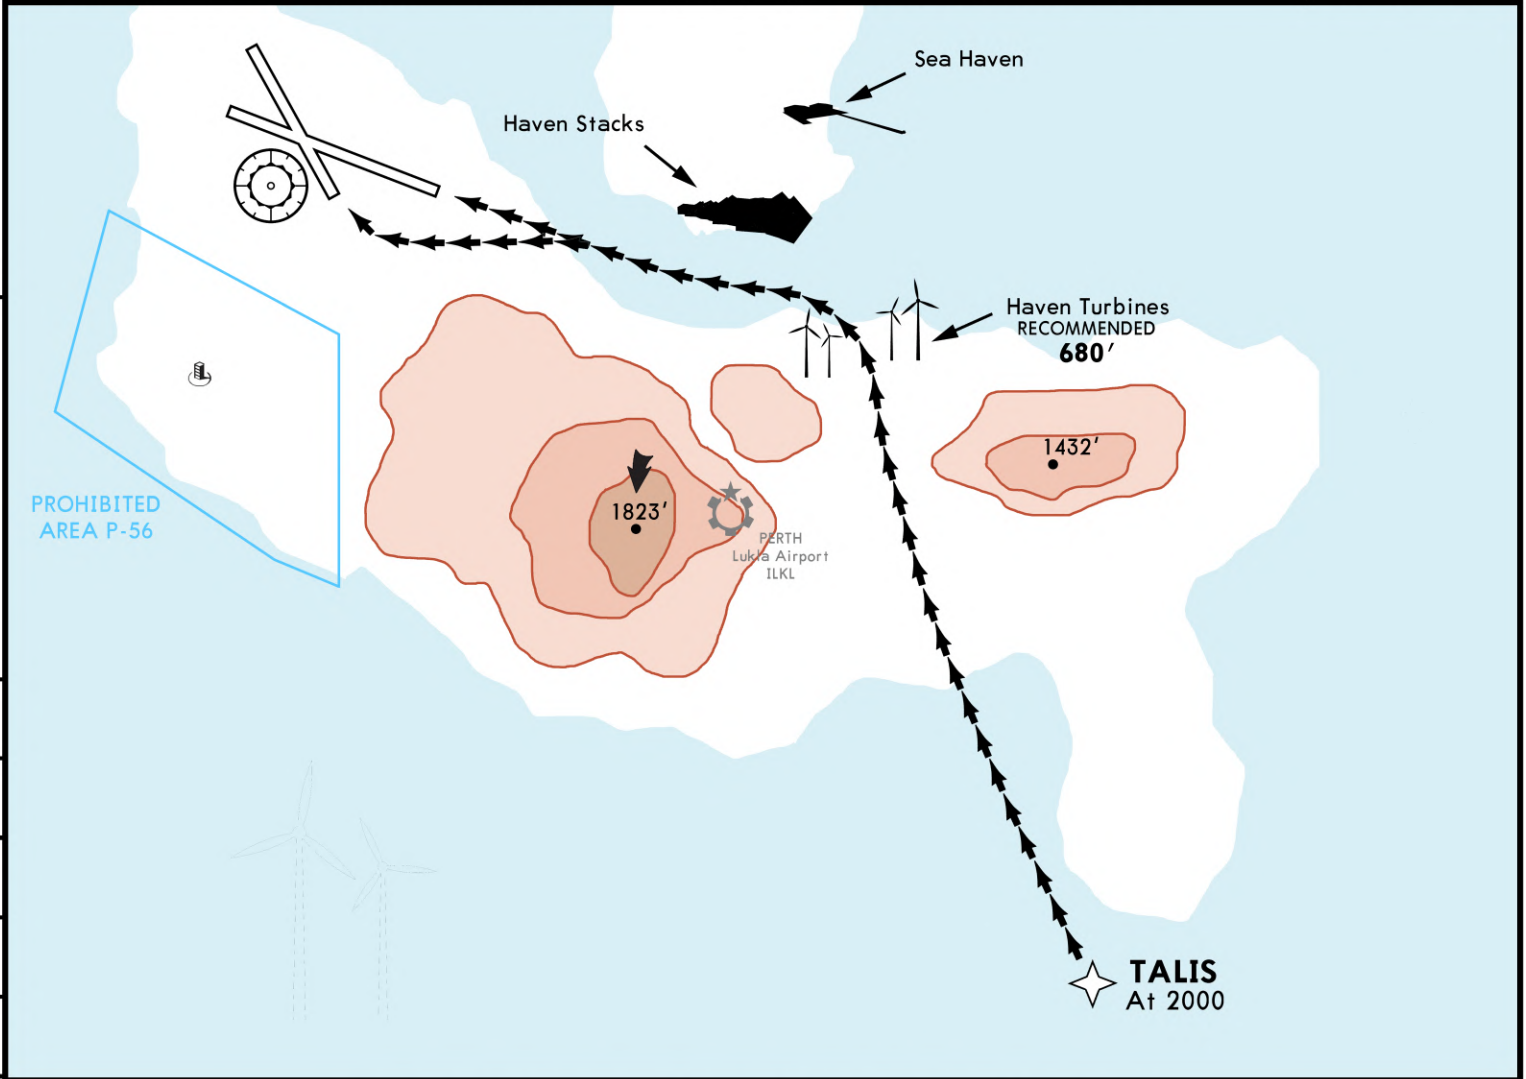 Sea Haven
Haven Stacks
Haven Turbines
RECOMMENDED
680′
1432′
1823′
PERTH
Lukla Airport
ILKL
PROHIBITED
AREA P-56
TALIS
At 2000